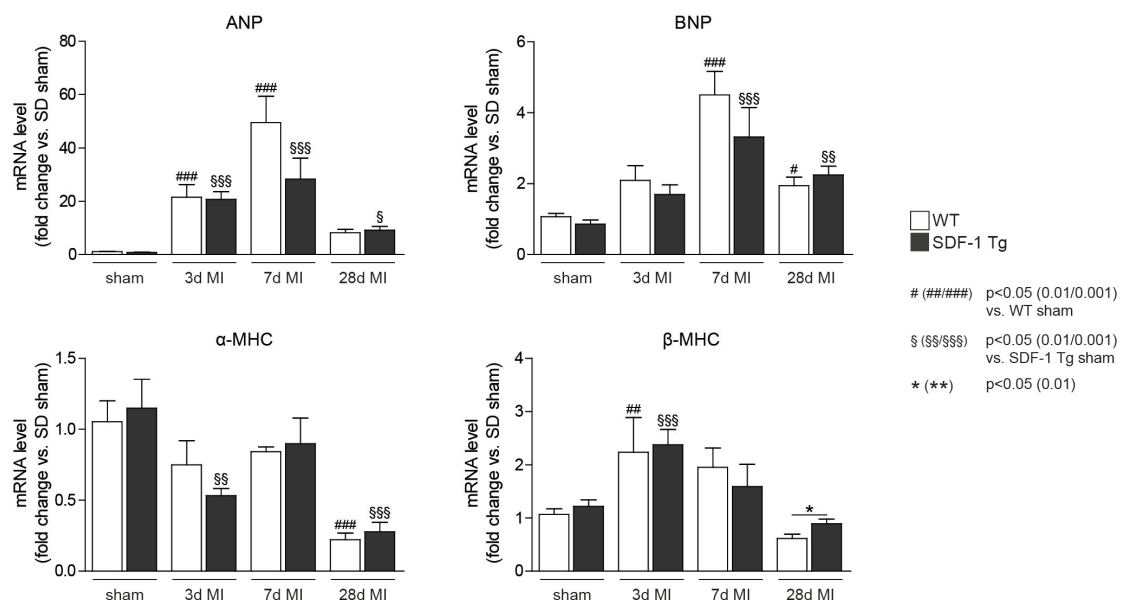 ANP
mRNA level
(fold change vs. SD sham)
80
60
40
20
0
###
§§§
###
§§§
§
sham
3d MI
7d MI
28d MI
BNP
mRNA level
(fold change vs. SD sham)
6
4
2
0
###
§§§
#
§§
sham
3d MI
7d MI
28d MI
WT
SDF-1 Tg
# (##/###) p<0.05 (0.01/0.001)
vs. WT sham
§ (§§/§§§) p<0.05 (0.01/0.001)
vs. SDF-1 Tg sham
* (**) p<0.05 (0.01)
α-MHC
mRNA level
(fold change vs. SD sham)
1.5
1.0
0.5
0.0
§§
###
§§§
sham
3d MI
7d MI
28d MI
β-MHC
mRNA level
(fold change vs. SD sham)
4
3
2
1
0
##
§§§
*
sham
3d MI
7d MI
28d MI